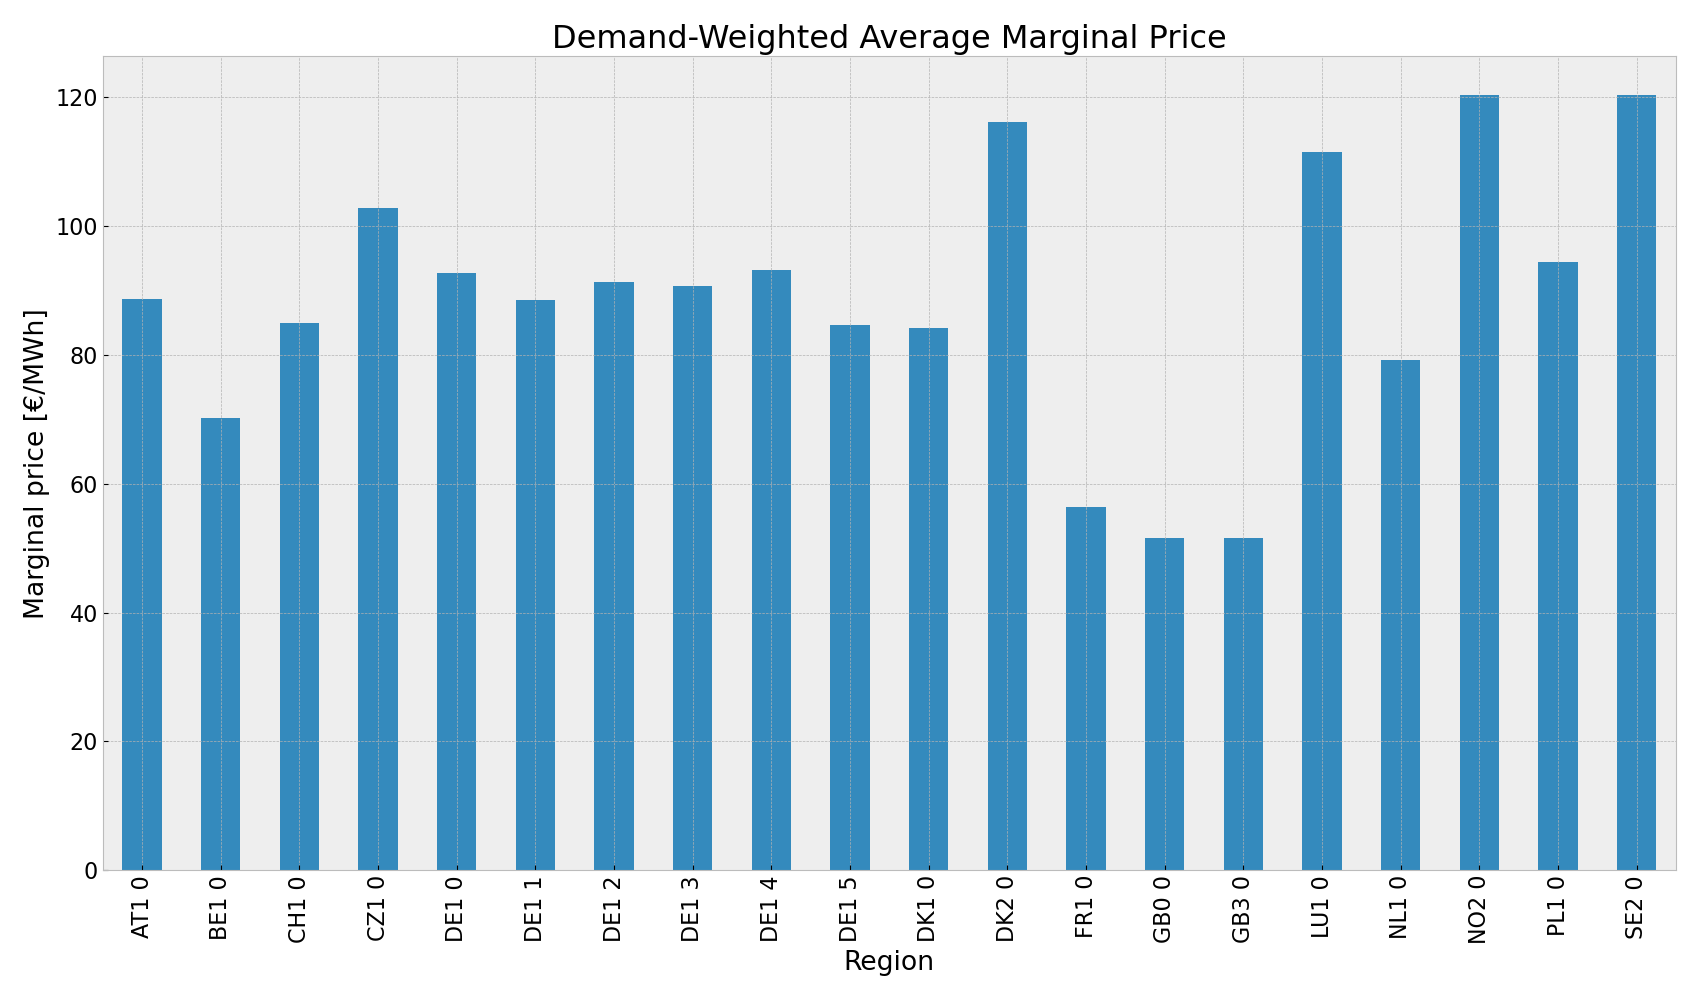 Demand-Weighted Average Marginal Price
Marginal price [€/MWh]
120
100
80
60
40
20
0
AT1 0
BE1 0
CH1 0
CZ1 0
DE1 0
DE1 1
DE1 2
DE1 3
DE1 4
DE1 5
DK1 0
DK2 0
FR1 0
GB0 0
GB3 0
LU1 0
NL1 0
NO2 0
PL1 0
SE2 0
Region